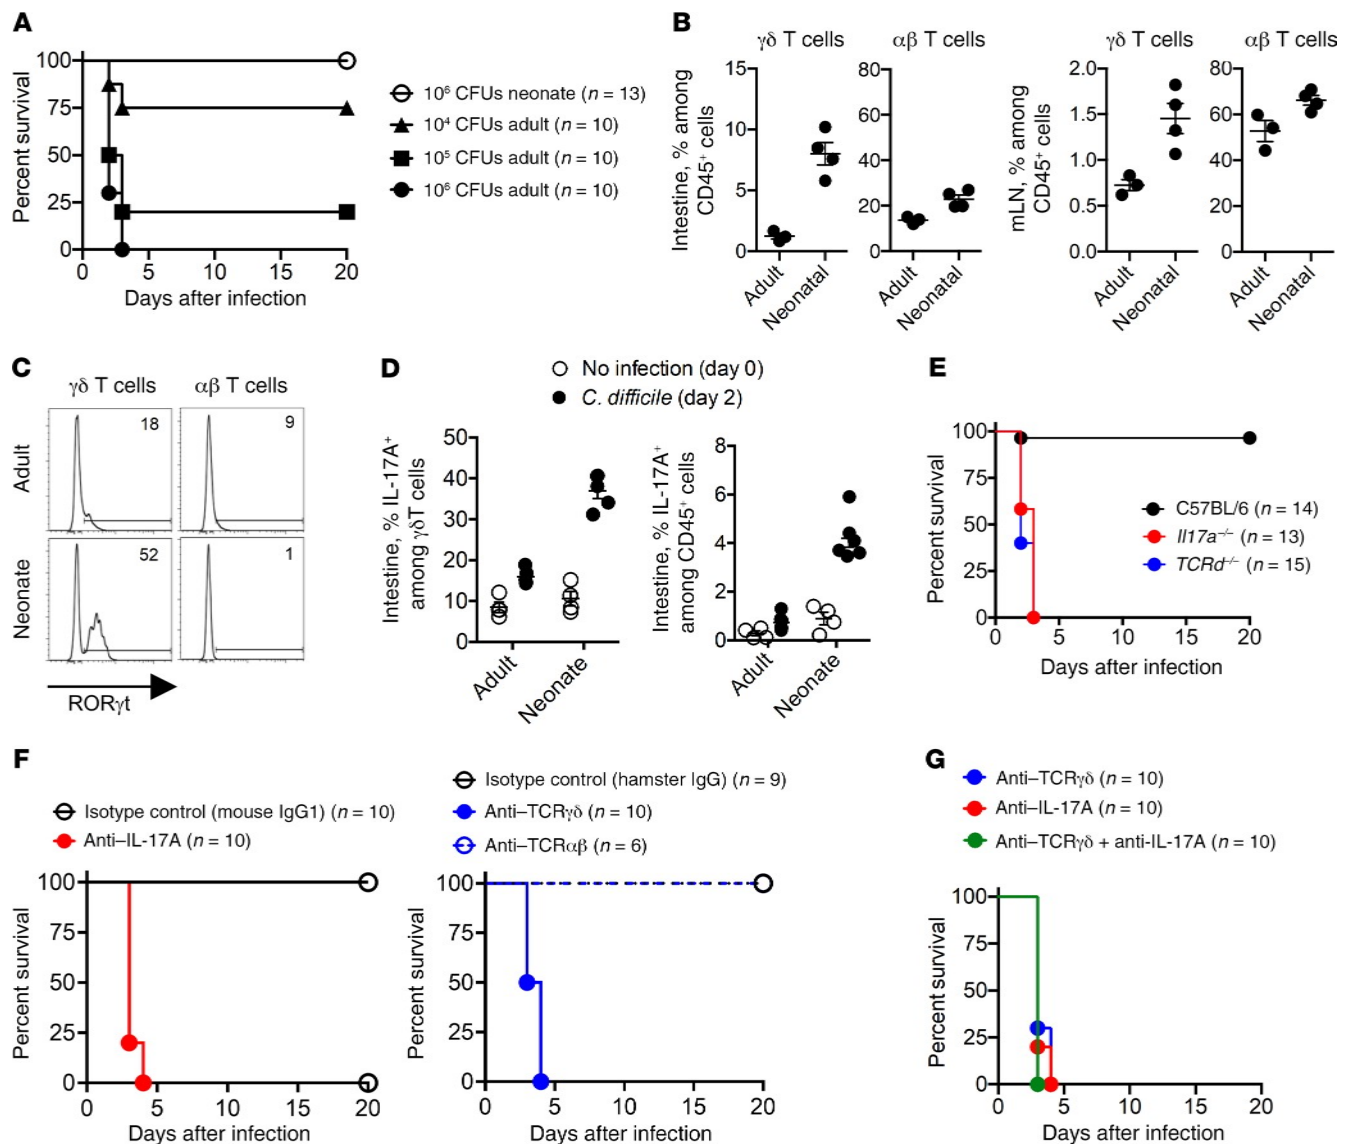 A
Percent survival
100
75
50
25
0
0 5 10 15 20
Days after infection
10⁶ CFUs neonate (n = 13)
10⁴ CFUs adult (n = 10)
10⁵ CFUs adult (n = 10)
10⁶ CFUs adult (n = 10)
B
γδ T cells
Intestine, % among
CD45⁺ cells
15
10
5
0
Adult
Neonatal
αβ T cells
80
60
40
20
0
Adult
Neonatal
γδ T cells
mLN, % among
CD45⁺ cells
2.0
1.5
1.0
0.5
0.0
Adult
Neonatal
αβ T cells
80
60
40
20
0
Adult
Neonatal
C
γδ T cells αβ T cells
Adult
18 9
Neonate
52 1
RORγt
D
No infection (day 0)
C. difficile (day 2)
Intestine, % IL-17A⁺
among γδT cells
50
40
30
20
10
0
Adult
Neonate
Intestine, % IL-17A⁺
among CD45⁺ cells
8
6
4
2
0
Adult
Neonate
E
Percent survival
100
75
50
25
0
0 5 10 15 20
Days after infection
C57BL/6 (n = 14)
Il17a⁻/⁻ (n = 13)
TCRd⁻/⁻ (n = 15)
F
Isotype control (mouse IgG1) (n = 10)
Anti–IL-17A (n = 10)
Percent survival
100
75
50
25
0
0 5 10 15 20
Days after infection
Isotype control (hamster IgG) (n = 9)
Anti–TCRγδ (n = 10)
Anti–TCRαβ (n = 6)
Percent survival
100
75
50
25
0
0 5 10 15 20
Days after infection
G
Anti–TCRγδ (n = 10)
Anti–IL-17A (n = 10)
Anti–TCRγδ + anti-IL-17A (n = 10)
Percent survival
100
75
50
25
0
0 5 10 15 20
Days after infection